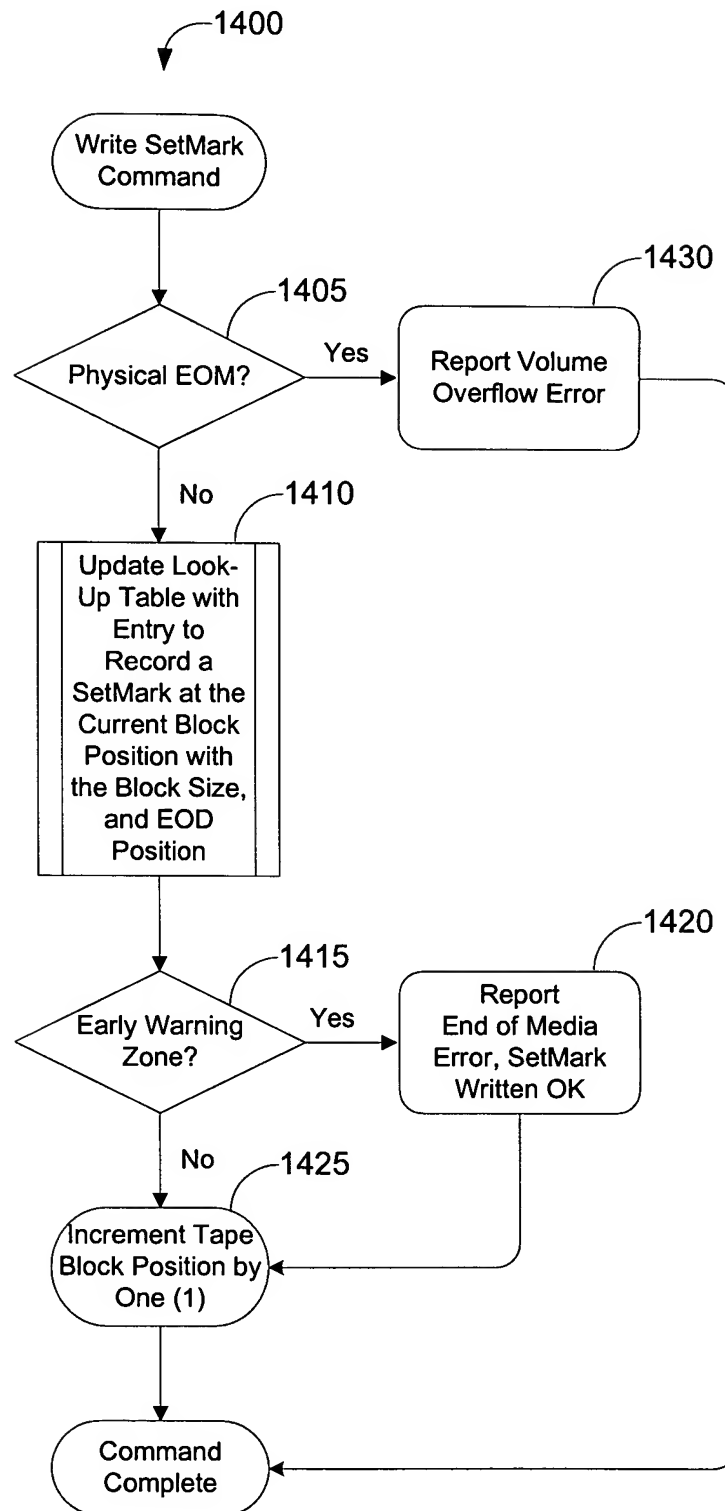 1400
Write SetMark
Command
1405
Physical EOM?
Yes
1430
Report Volume
Overflow Error
No
1410
Update Look-
Up Table with
Entry to
Record a
SetMark at the
Current Block
Position with
the Block Size,
and EOD
Position
1415
Early Warning
Zone?
Yes
1420
Report
End of Media
Error, SetMark
Written OK
No
1425
Increment Tape
Block Position by
One (1)
Command
Complete